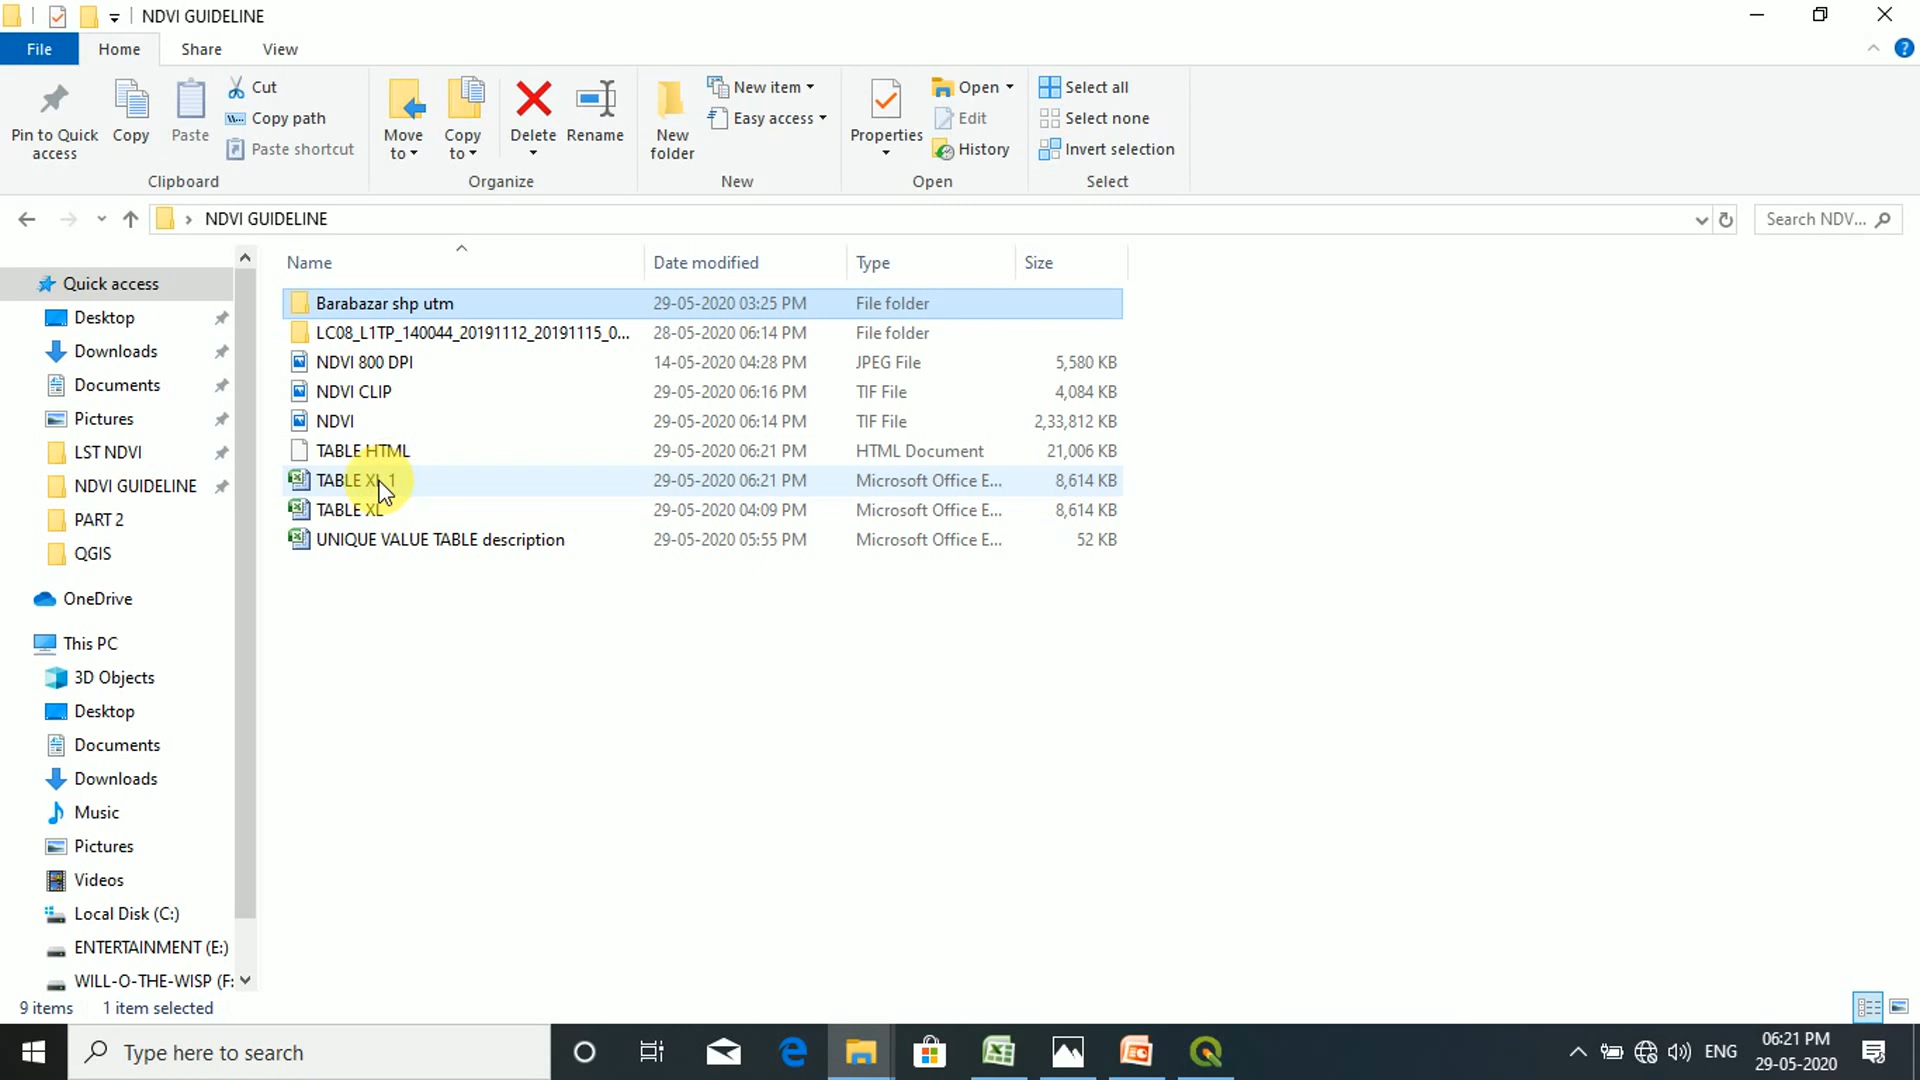 NDVI GUIDELINE
File Home Share View
Pin to Quick access
Copy
Paste
Cut
Copy path
Paste shortcut
Clipboard
Move to
Copy to
Delete
Rename
Organize
New folder
New item
Easy access
New
Properties
Open
Edit
History
Open
Select all
Select none
Invert selection
Select
NDVI GUIDELINE
Search NDV...
Name Date modified Type Size
Barabazar shp utm 29-05-2020 03:25 PM File folder
LC08_L1TP_140044_20191112_20191115_0... 28-05-2020 06:14 PM File folder
NDVI 800 DPI 14-05-2020 04:28 PM JPEG File 5,580 KB
NDVI CLIP 29-05-2020 06:16 PM TIF File 4,084 KB
NDVI 29-05-2020 06:14 PM TIF File 2,33,812 KB
TABLE HTML 29-05-2020 06:21 PM HTML Document 21,006 KB
TABLE XL 1 29-05-2020 06:21 PM Microsoft Office E... 8,614 KB
TABLE XL 29-05-2020 04:09 PM Microsoft Office E... 8,614 KB
UNIQUE VALUE TABLE description 29-05-2020 05:55 PM Microsoft Office E... 52 KB
Quick access
Desktop
Downloads
Documents
Pictures
LST NDVI
NDVI GUIDELINE
PART 2
QGIS
OneDrive
This PC
3D Objects
Desktop
Documents
Downloads
Music
Pictures
Videos
Local Disk (C:)
ENTERTAINMENT (E:)
WILL-O-THE-WISP (F:
9 items 1 item selected
Type here to search
ENG
06:21 PM
29-05-2020